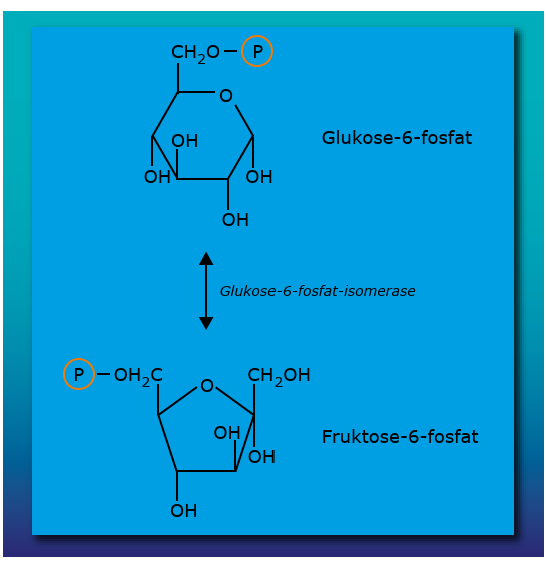 CH2O P
O
OH
Glukose-6-fosfat
OH
OH
OH
Glukose-6-fosfat-isomerase
P OH2C
CH2OH
O
OH
Fruktose-6-fosfat
OH
OH